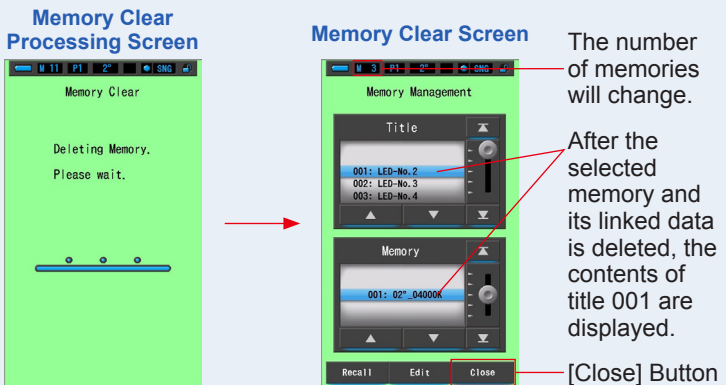 Memory Clear
Processing Screen
M 11 P1 2° SNG
Memory Clear
Deleting Memory.
Please wait.
Memory Clear Screen
M 3 P1 2° SNG
Memory Management
Title
001: LED-No.2
002: LED-No.3
003: LED-No.4
Memory
001: 02°_04000K
Recall Edit Close
The number
of memories
will change.
After the
selected
memory and
its linked data
is deleted, the
contents of
title 001 are
displayed.
[Close] Button